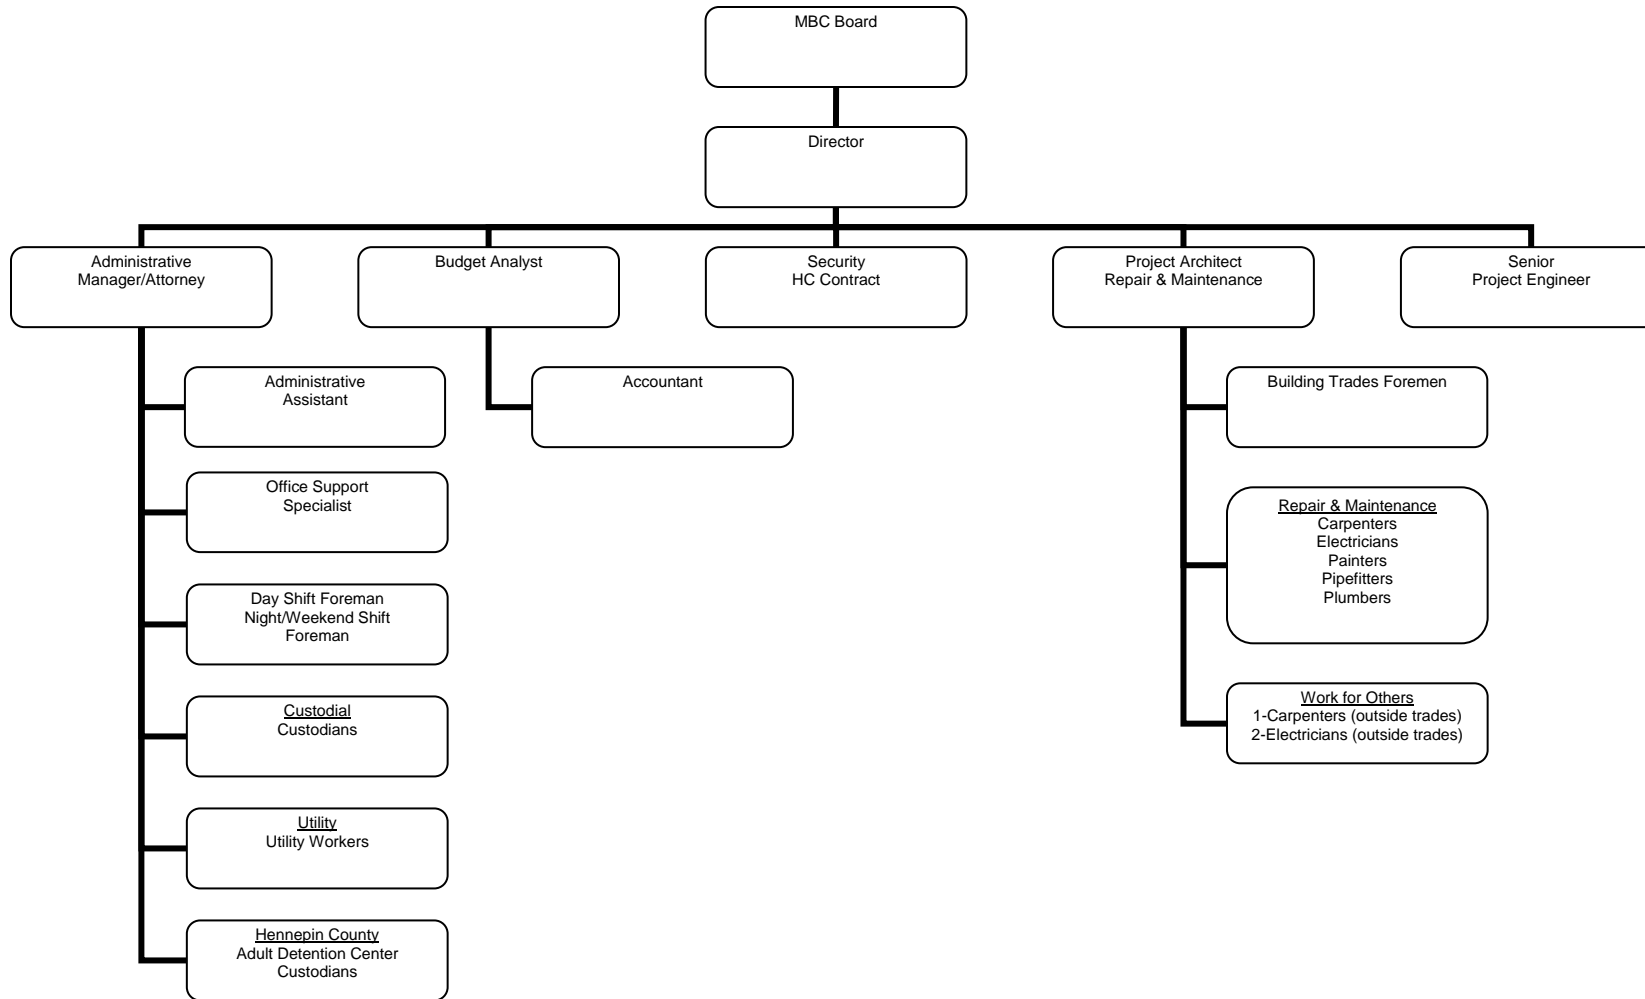 MBC Board
Director
Administrative
Manager/Attorney
Budget Analyst
Security
HC Contract
Project Architect
Repair & Maintenance
Senior
Project Engineer
Administrative
Assistant
Accountant
Building Trades Foremen
Office Support
Specialist
Repair & Maintenance
Carpenters
Electricians
Painters
Pipefitters
Plumbers
Day Shift Foreman
Night/Weekend Shift
Foreman
Custodial
Custodians
Work for Others
1-Carpenters (outside trades)
2-Electricians (outside trades)
Utility
Utility Workers
Hennepin County
Adult Detention Center
Custodians